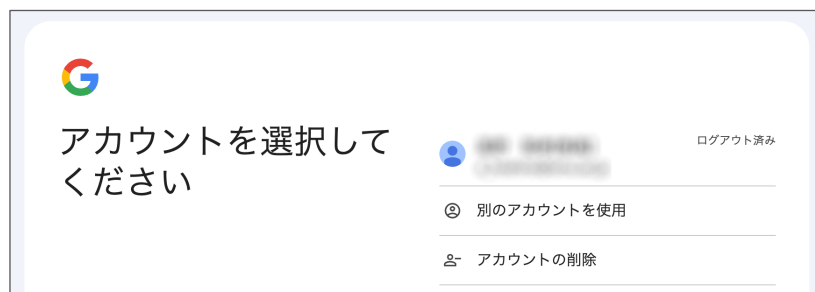 アカウントを選択して
ください
ログアウト済み
別のアカウントを使用
アカウントの削除